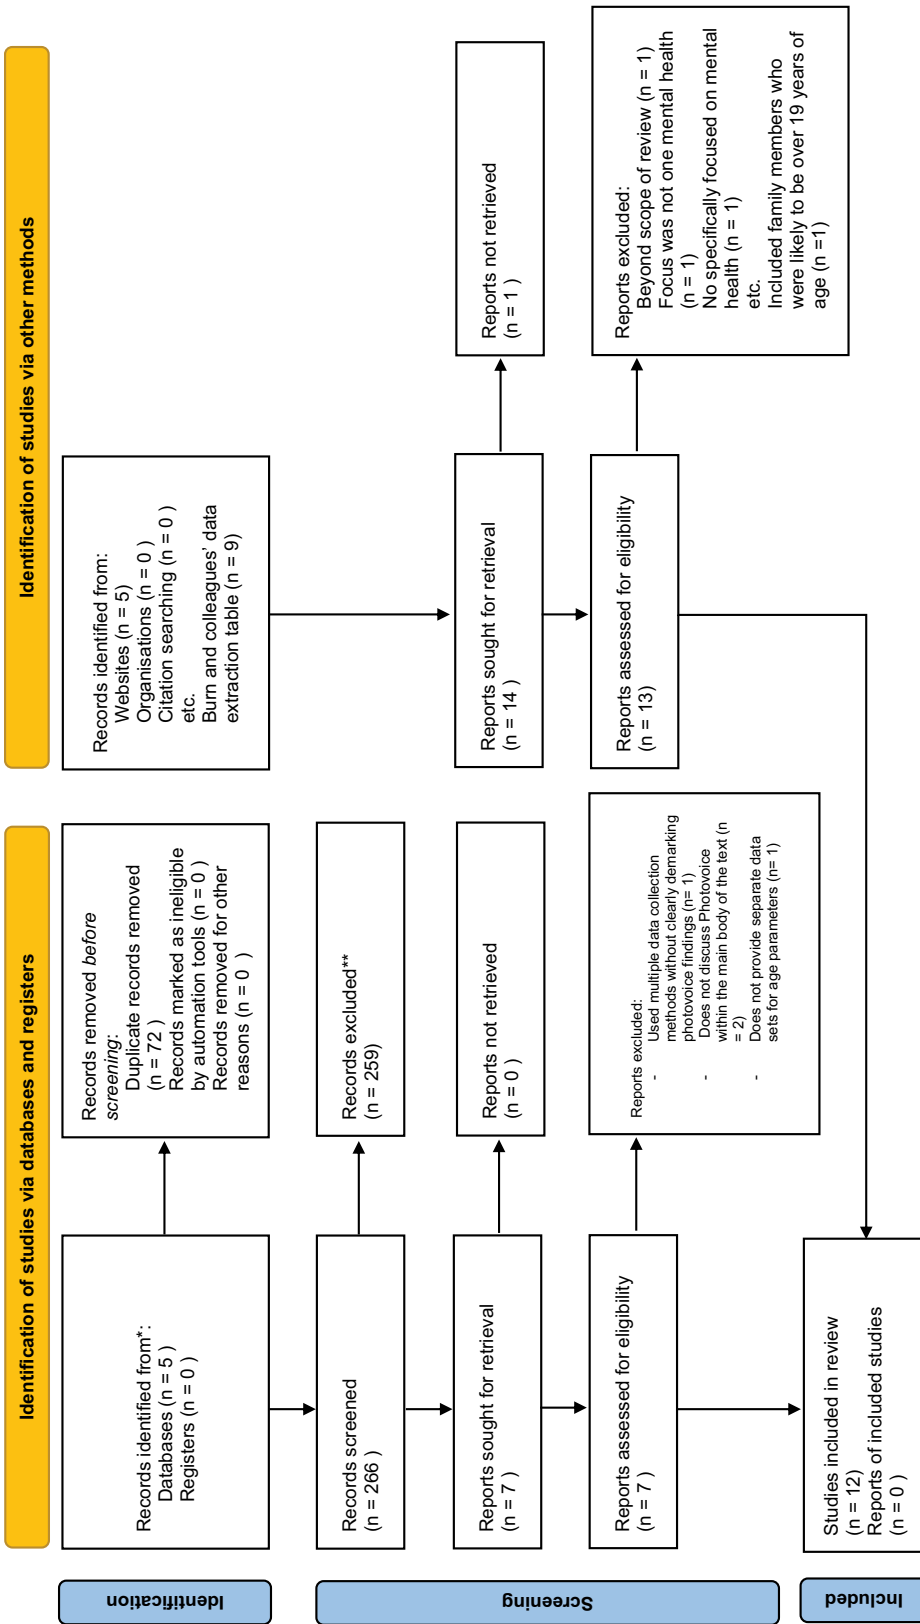 Identification of studies via databases and registers
Identification of studies via other methods
Identification
Records identified from*:
Databases (n = 5 )
Registers (n = 0 )
Records removed before
screening:
Duplicate records removed
(n = 72 )
Records marked as ineligible
by automation tools (n = 0 )
Records removed for other
reasons (n = 0 )
Records identified from:
Websites (n = 5)
Organisations (n = 0 )
Citation searching (n = 0 )
etc.
Burn and colleagues’ data
extraction table (n = 9)
Screening
Records screened
(n = 266 )
Records excluded**
(n = 259)
Reports sought for retrieval
(n = 7 )
Reports not retrieved
(n = 0 )
Reports sought for retrieval
(n = 14 )
Reports not retrieved
(n = 1 )
Reports assessed for eligibility
(n = 7 )
Reports excluded:
- Used multiple data collection
methods without clearly demarking
photovoice findings (n= 1)
- Does not discuss Photovoice
within the main body of the text (n
= 2)
- Does not provide separate data
sets for age parameters (n= 1)
Reports assessed for eligibility
(n = 13)
Reports excluded:
Beyond scope of review (n = 1)
Focus was not one mental health
(n = 1)
No specifically focused on mental
health (n = 1)
etc.
Included family members who
were likely to be over 19 years of
age (n =1)
Included
Studies included in review
(n = 12)
Reports of included studies
(n = 0 )